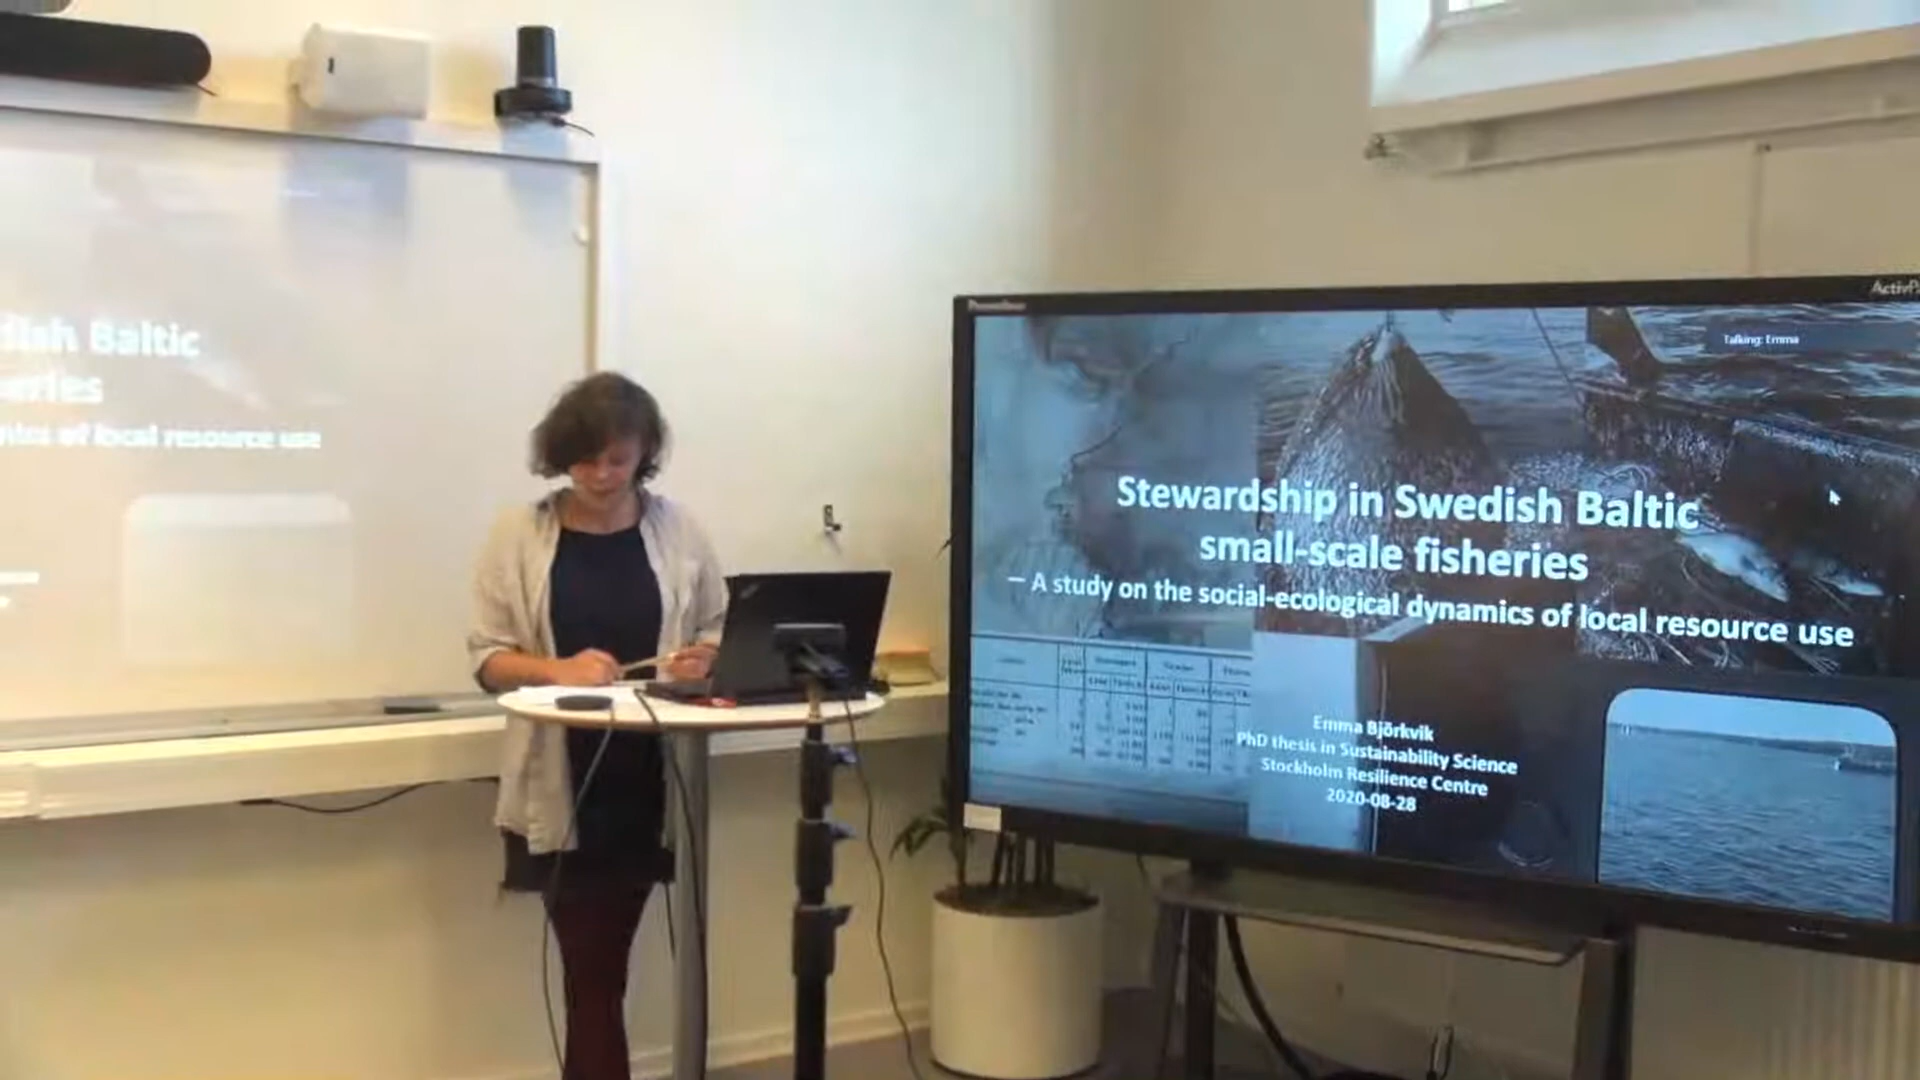 dish Baltic
eries
of local resource use
Promethean
ActivP
Talking: Emma
Stewardship in Swedish Baltic
small-scale fisheries
– A study on the social-ecological dynamics of local resource use
Emma Björkvik
PhD thesis in Sustainability Science
Stockholm Resilience Centre
2020-08-28